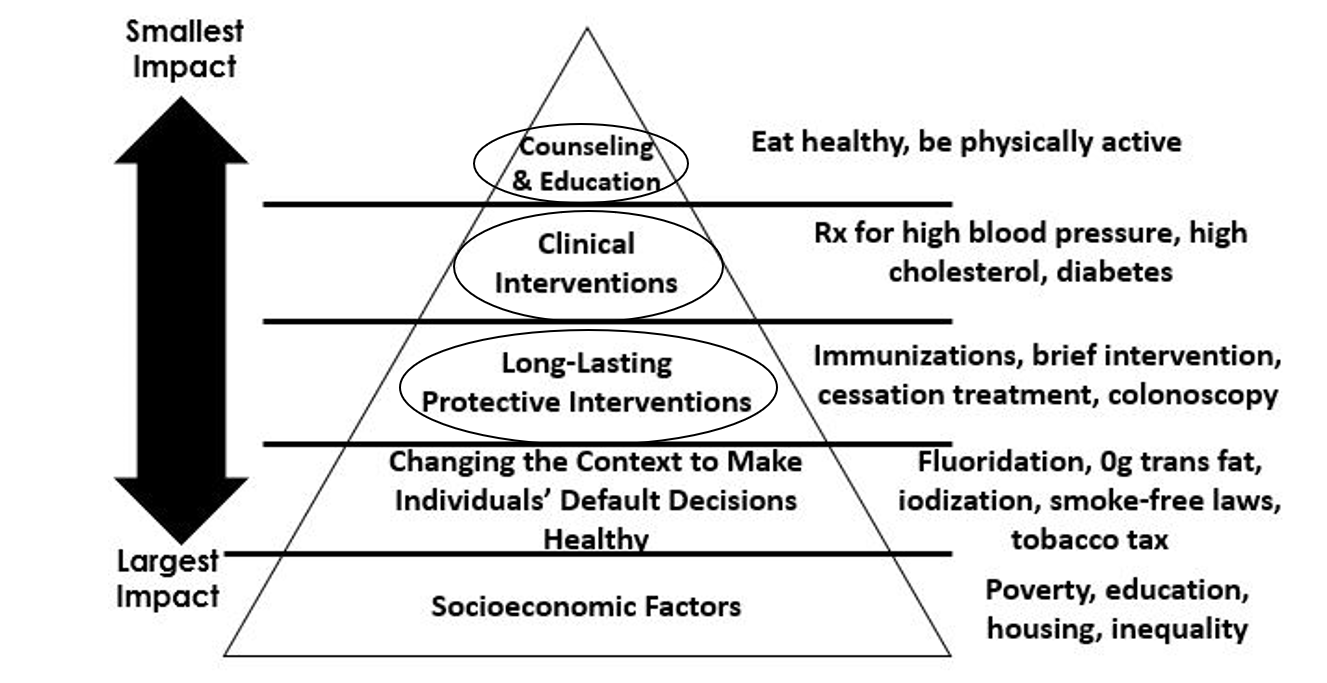 Smallest
Impact
Counseling
& Education
Eat healthy, be physically active
Clinical
Interventions
Rx for high blood pressure, high
cholesterol, diabetes
Long-Lasting
Protective Interventions
Immunizations, brief intervention,
cessation treatment, colonoscopy
Changing the Context to Make
Individuals’ Default Decisions
Healthy
Fluoridation, 0g trans fat,
iodization, smoke-free laws,
tobacco tax
Largest
Impact
Socioeconomic Factors
Poverty, education,
housing, inequality